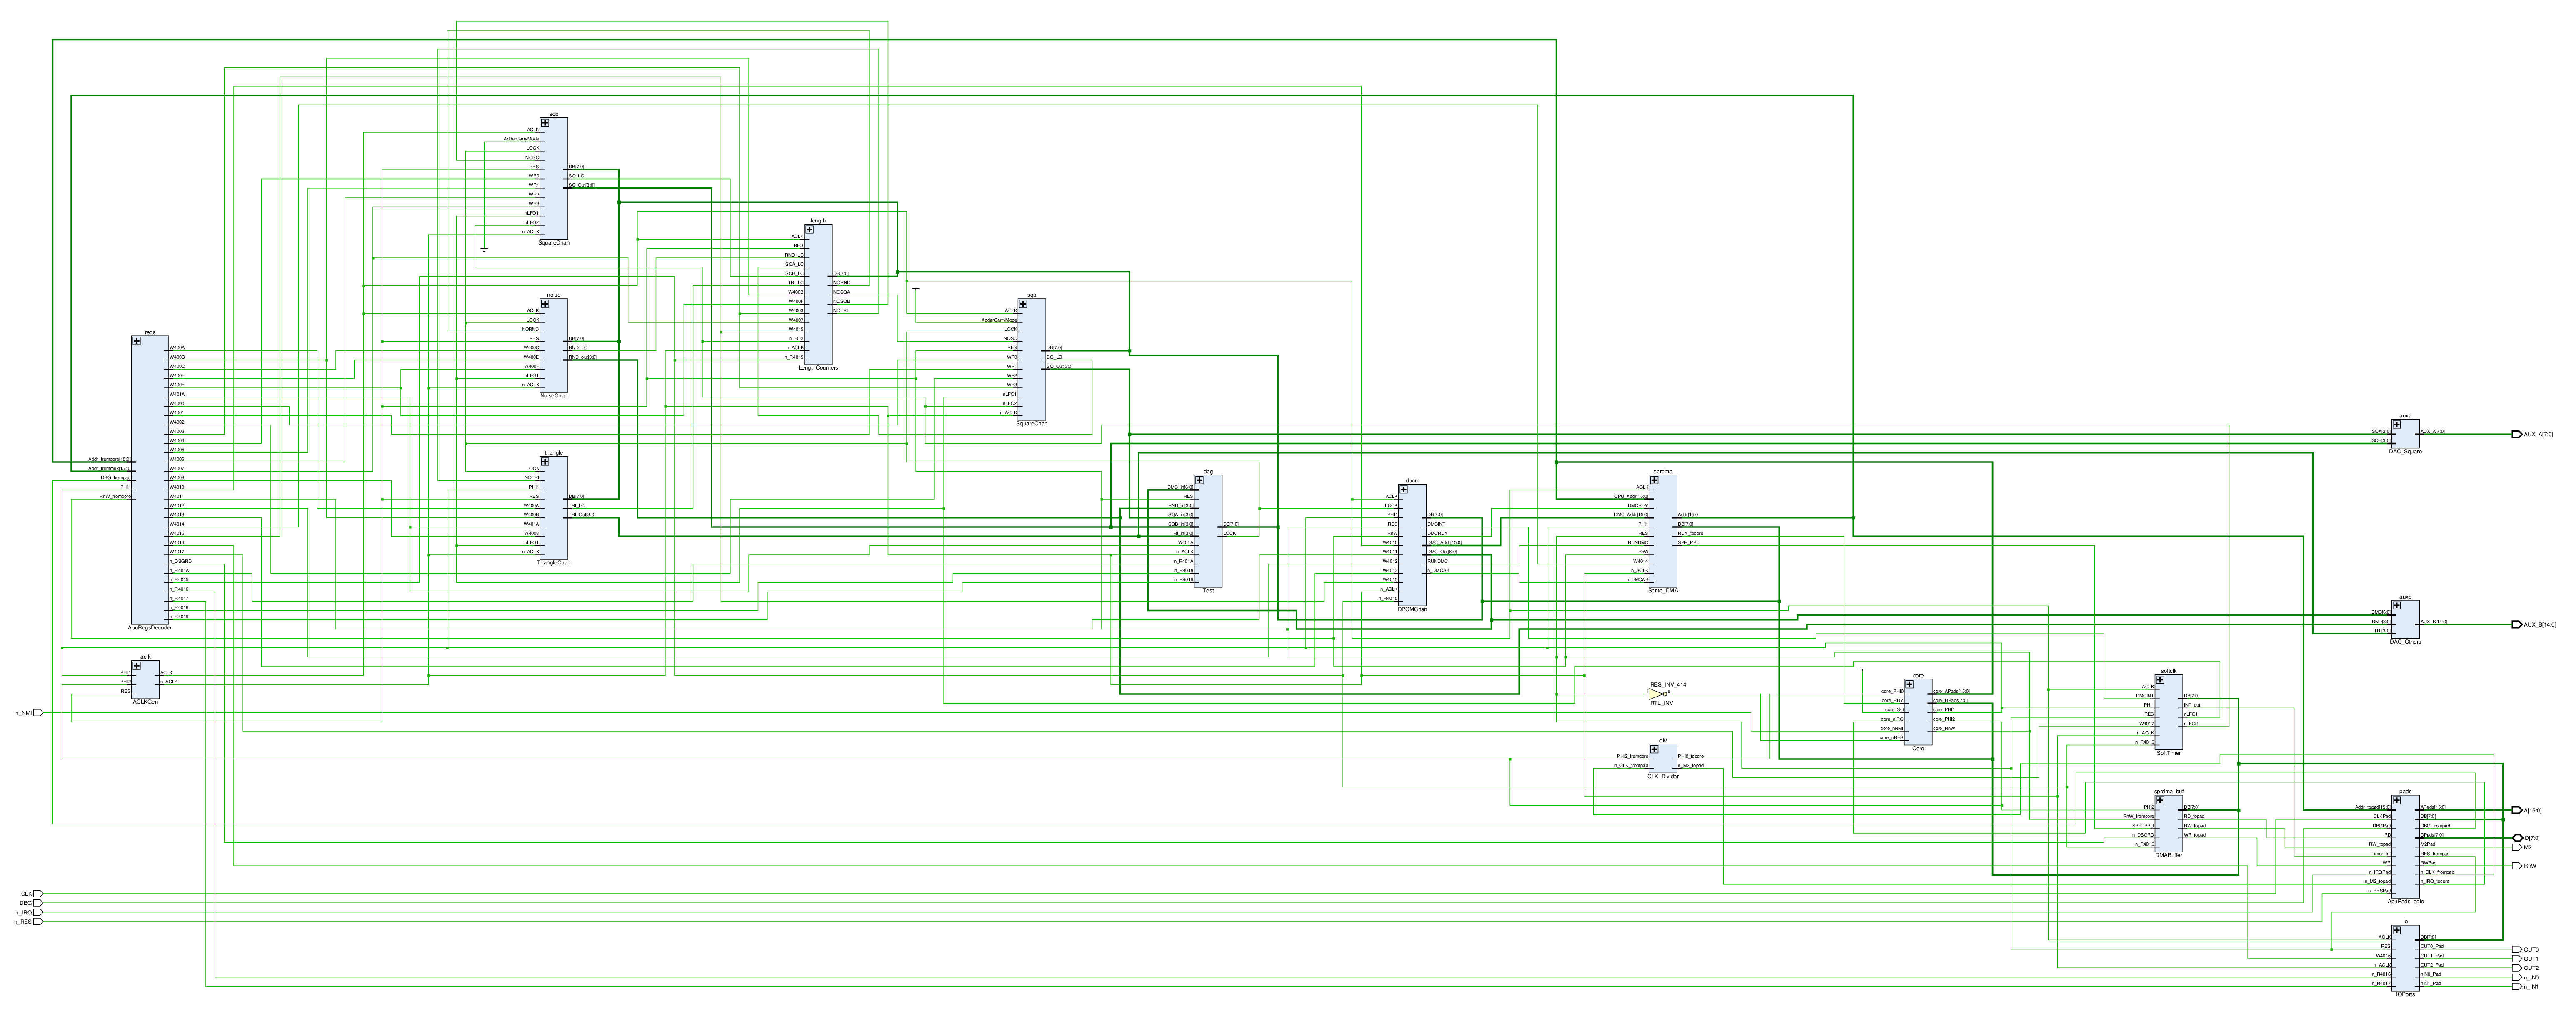 sqb
ACLK
AdderCarryMode
LOCK
NOSQ
RES
WR0
WR1
WR2
WR3
nLFO1
nLFO2
n_ACLK
DB[7:0]
SQ_LC
SQ_Out[3:0]
SquareChan
length
ACLK
RES
RND_LC
SQA_LC
SQB_LC
TRI_LC
W400B
W400F
W4003
W4007
W4015
nLFO2
n_ACLK
n_R4015
DB[7:0]
NORND
NOSQA
NOSQB
NOTRI
LengthCounters
noise
ACLK
LOCK
NORND
RES
W400C
W400E
W400F
nLFO1
n_ACLK
DB[7:0]
RND_LC
RND_out[3:0]
NoiseChan
sqa
ACLK
AdderCarryMode
LOCK
NOSQ
RES
WR0
WR1
WR2
WR3
nLFO1
nLFO2
n_ACLK
DB[7:0]
SQ_LC
SQ_Out[3:0]
SquareChan
regs
Addr_fromcore[15:0]
Addr_frommux[15:0]
DBG_frompad
PHI1
RnW_fromcore
W400A
W400B
W400C
W400E
W400F
W401A
W4000
W4001
W4002
W4003
W4004
W4005
W4006
W4007
W4008
W4010
W4011
W4012
W4013
W4014
W4015
W4016
W4017
n_DBGRD
n_R401A
n_R4015
n_R4016
n_R4017
n_R4018
n_R4019
ApuRegsDecoder
triangle
LOCK
NOTRI
PHI1
RES
W400A
W400B
W401A
W4008
nLFO1
n_ACLK
DB[7:0]
TRI_LC
TRI_Out[3:0]
TriangleChan
dbg
DMC_in[6:0]
RES
RND_in[3:0]
SQA_in[3:0]
SQB_in[3:0]
TRI_in[3:0]
W401A
n_ACLK
n_R401A
n_R4018
n_R4019
DB[7:0]
LOCK
Test
dpcm
ACLK
LOCK
PHI1
RES
RnW
W4010
W4011
W4012
W4013
W4015
n_ACLK
n_R4015
DB[7:0]
DMCINT
DMCRDY
DMC_Addr[15:0]
DMC_Out[6:0]
RUNDMC
n_DMCAB
DPCMChan
sprdma
ACLK
CPU_Addr[15:0]
DMCRDY
DMC_Addr[15:0]
PHI1
RES
RUNDMC
RnW
W4014
n_ACLK
n_DMCAB
Addr[15:0]
DB[7:0]
RDY_tocore
SPR_PPU
Sprite_DMA
auxa
SQA[3:0]
SQB[3:0]
AUX_A[7:0]
DAC_Square
AUX_A[7:0]
auxb
DMC[6:0]
RND[3:0]
TRI[3:0]
AUX_B[14:0]
DAC_Others
AUX_B[14:0]
aclk
PHI1
PHI2
RES
ACLK
n_ACLK
ACLKGen
RES_INV_414
RTL_INV
core
core_PHI0
core_RDY
core_SO
core_nIRQ
core_nNMI
core_nRES
core_APads[15:0]
core_DPads[7:0]
core_PHI1
core_PHI2
core_RnW
Core
softclk
ACLK
DMCINT
PHI1
RES
W4017
n_ACLK
n_R4015
DB[7:0]
INT_out
nLFO1
nLFO2
SoftTimer
n_NMI
div
PHI2_fromcore
n_CLK_frompad
PHI0_tocore
n_M2_topad
CLK_Divider
sprdma_buf
PHI2
RnW_fromcore
SPR_PPU
n_DBGRD
n_R4015
DB[7:0]
RD_topad
RW_topad
WR_topad
DMABuffer
pads
Addr_topad[15:0]
CLKPad
DBGPad
RD
RW_topad
Timer_Int
WR
n_IRQPad
n_M2_topad
n_RESPad
APads[15:0]
DB[7:0]
DBG_frompad
DPads[7:0]
M2Pad
RES_frompad
RWPad
n_CLK_frompad
n_IRQ_tocore
ApuPadsLogic
A[15:0]
D[7:0]
M2
RnW
CLK
DBG
n_IRQ
n_RES
io
ACLK
RES
W4016
n_ACLK
n_R4016
n_R4017
DB[7:0]
OUT0_Pad
OUT1_Pad
OUT2_Pad
nIN0_Pad
nIN1_Pad
IOPorts
OUT0
OUT1
OUT2
n_IN0
n_IN1